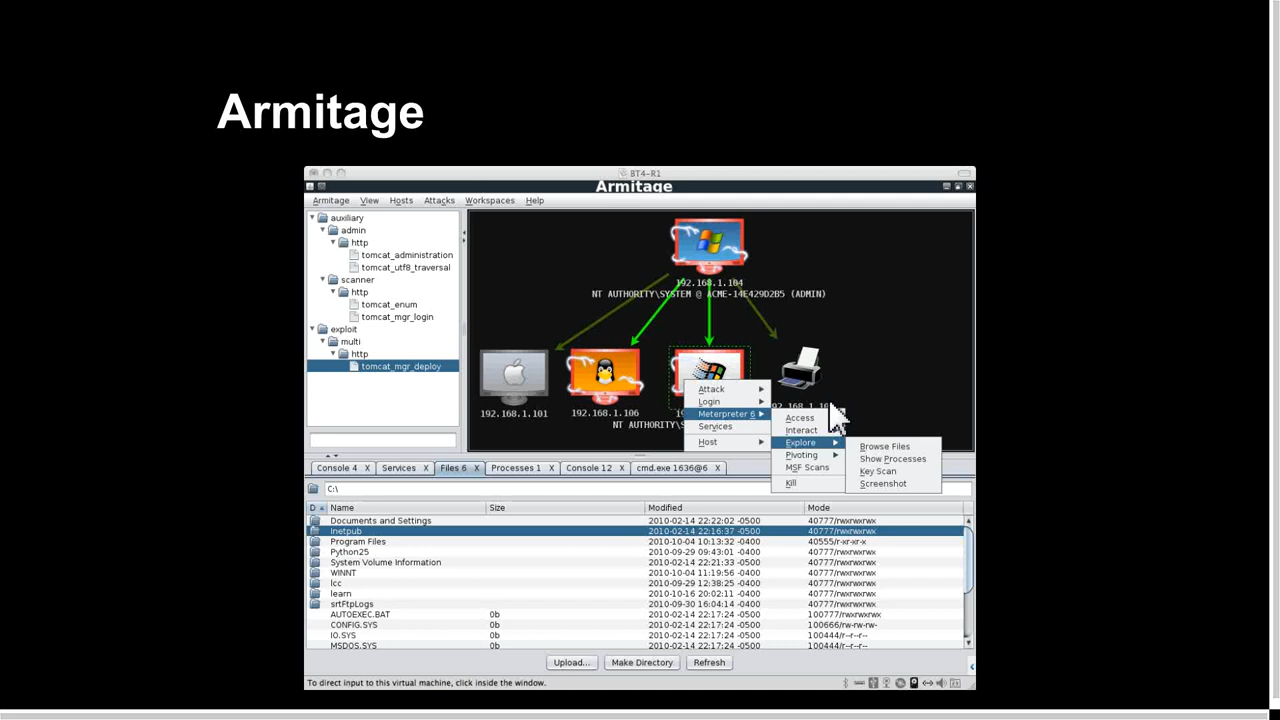 Armitage
BT4-R1
Armitage
Armitage View Hosts Attacks Workspaces Help
auxiliary
admin
http
tomcat_administration
tomcat_utf8_traversal
scanner
http
tomcat_enum
tomcat_mgr_login
exploit
multi
http
tomcat_mgr_deploy
192.168.1.104
NT AUTHORITY\SYSTEM @ ACME-14E429D2B5 (ADMIN)
192.168.1.101
192.168.1.106
NT AUTHORITY\S
Attack
Login
Meterpreter 6
Services
Host
Access
Interact
Explore
Pivoting
MSF Scans
Kill
Browse Files
Show Processes
Key Scan
Screenshot
Console 4 X Services X Files 6 X Processes 1 X Console 12 X cmd.exe 1636@6 X
C:\
D Name Size Modified Mode
Documents and Settings 2010-02-14 22:22:02 -0500 40777/rwxrwxrwx
Inetpub 2010-02-14 22:16:37 -0500 40777/rwxrwxrwx
Program Files 2010-10-04 10:13:32 -0400 40555/r-xr-xr-x
Python25 2010-09-29 09:43:01 -0400 40777/rwxrwxrwx
System Volume Information 2010-02-14 22:21:33 -0500 40777/rwxrwxrwx
WINNT 2010-10-04 11:19:56 -0400 40777/rwxrwxrwx
lcc 2010-09-29 12:38:25 -0400 40777/rwxrwxrwx
learn 2010-10-16 20:02:11 -0400 40777/rwxrwxrwx
srtFtpLogs 2010-09-30 16:04:14 -0400 40777/rwxrwxrwx
AUTOEXEC.BAT 0b 2010-02-14 22:17:24 -0500 100777/rwxrwxrwx
CONFIG.SYS 0b 2010-02-14 22:17:24 -0500 100666/rw-rw-rw-
IO.SYS 0b 2010-02-14 22:17:24 -0500 100444/r--r--r--
MSDOS.SYS 0b 2010-02-14 22:17:24 -0500 100444/r--r--r--
Upload... Make Directory Refresh
To direct input to this virtual machine, click inside the window.